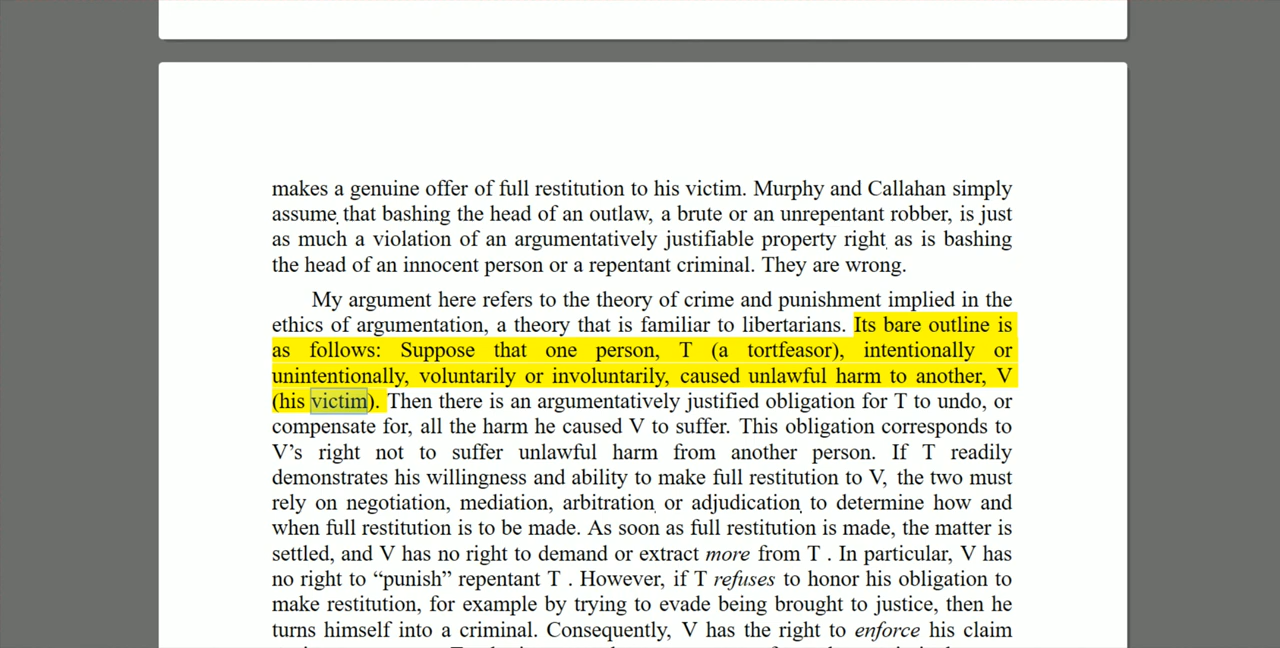 makes a genuine offer of full restitution to his victim. Murphy and Callahan simply
assume that bashing the head of an outlaw, a brute or an unrepentant robber, is just
as much a violation of an argumentatively justifiable property right as is bashing
the head of an innocent person or a repentant criminal. They are wrong.
My argument here refers to the theory of crime and punishment implied in the
ethics of argumentation, a theory that is familiar to libertarians. Its bare outline is
as follows: Suppose that one person, T (a tortfeasor), intentionally or
unintentionally, voluntarily or involuntarily, caused unlawful harm to another, V
(his victim). Then there is an argumentatively justified obligation for T to undo, or
compensate for, all the harm he caused V to suffer. This obligation corresponds to
V’s right not to suffer unlawful harm from another person. If T readily
demonstrates his willingness and ability to make full restitution to V, the two must
rely on negotiation, mediation, arbitration or adjudication to determine how and
when full restitution is to be made. As soon as full restitution is made, the matter is
settled, and V has no right to demand or extract more from T . In particular, V has
no right to “punish” repentant T . However, if T refuses to honor his obligation to
make restitution, for example by trying to evade being brought to justice, then he
turns himself into a criminal. Consequently, V has the right to enforce his claim